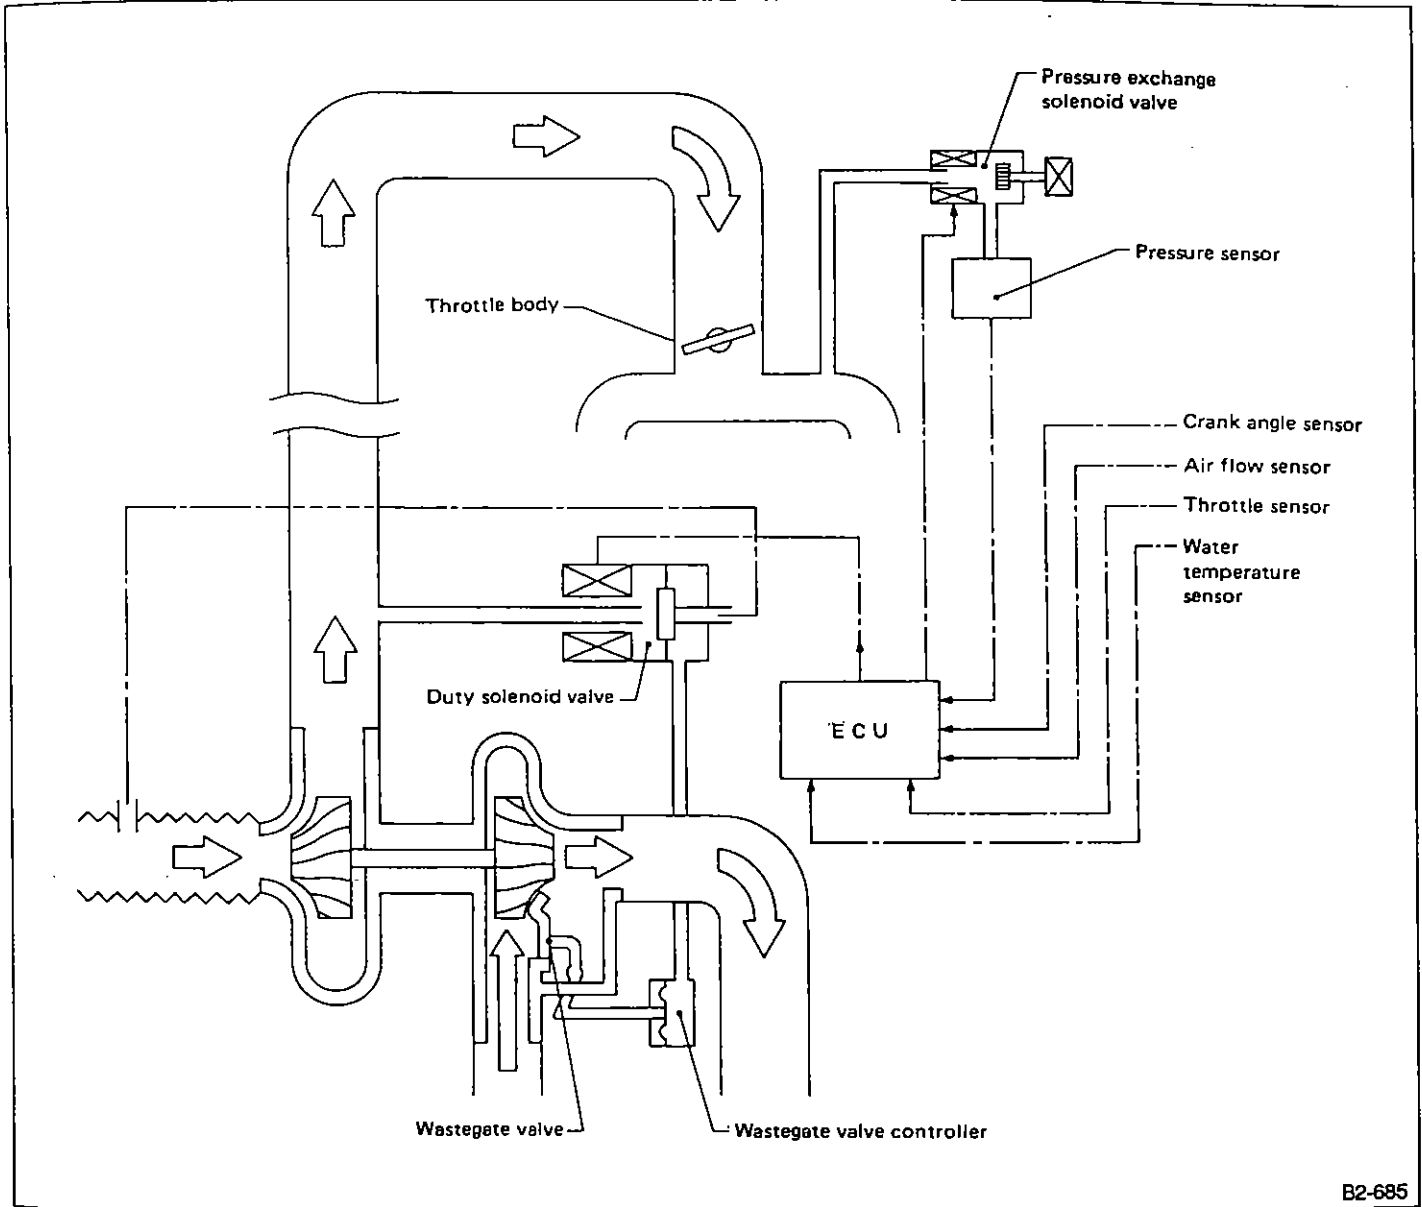 Pressure exchange
solenoid valve
Pressure sensor
Throttle body
Crank angle sensor
Air flow sensor
Throttle sensor
Water
temperature
sensor
Duty solenoid valve
ECU
Wastegate valve
Wastegate valve controller
B2-685